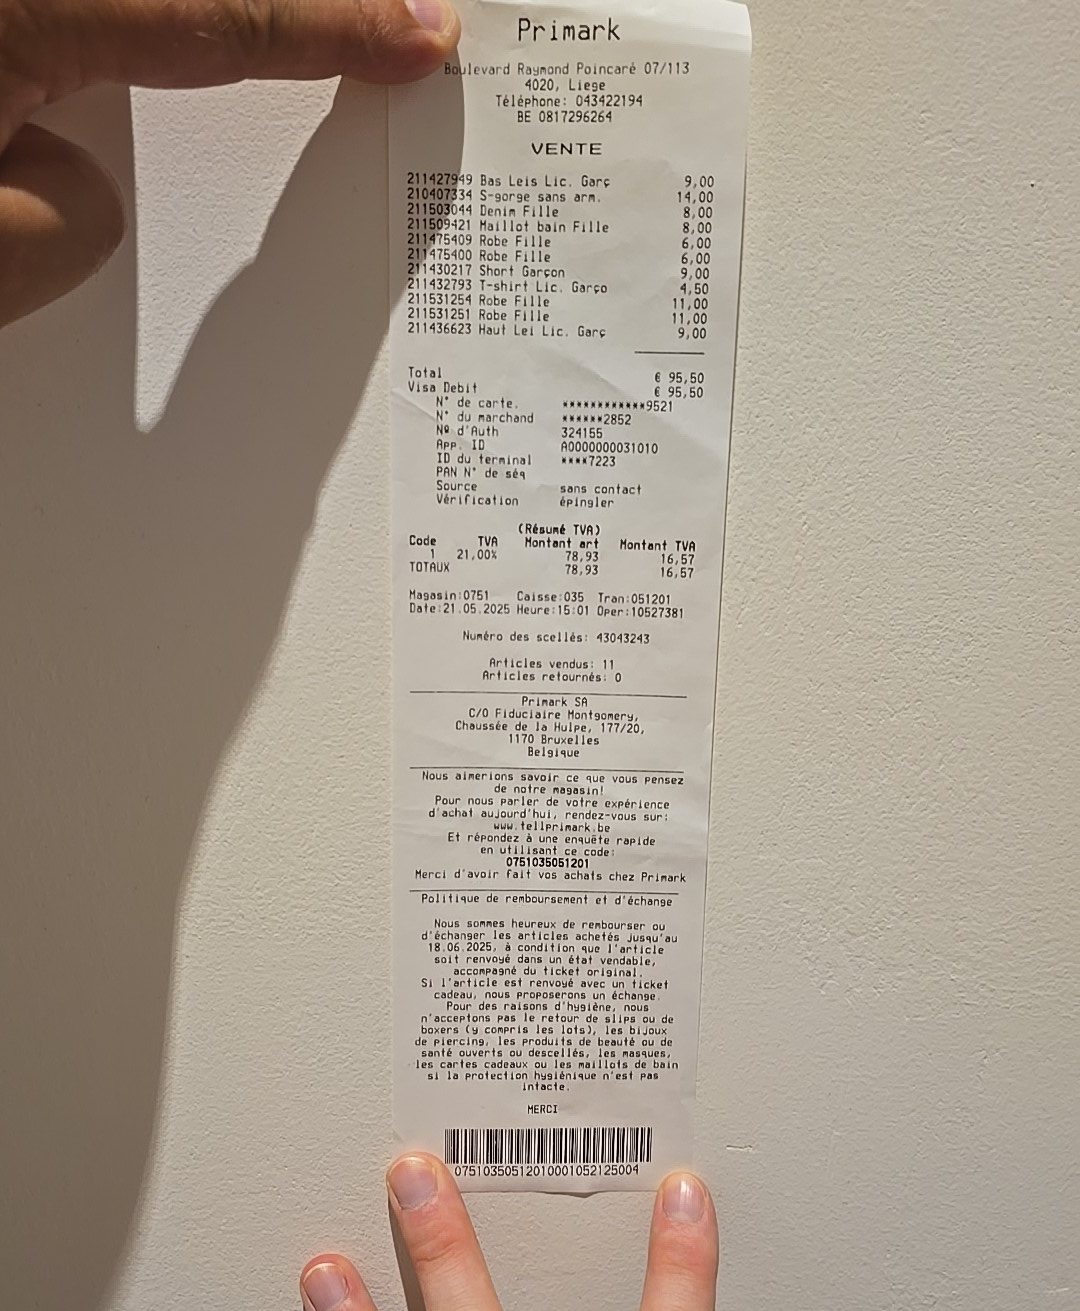 Primark
Boulevard Raymond Poincaré 07/113
4020, Liege
Téléphone: 043422194
BE 0817296264
VENTE
211427949 Bas Leis Lic. Garç 9,00
210407334 S-gorge sans arm. 14,00
211503044 Denim Fille 8,00
211509421 Maillot bain Fille 8,00
211475409 Robe Fille 6,00
211475400 Robe Fille 6,00
211430217 Short Garçon 9,00
211432793 T-shirt Lic. Garço 4,50
211531254 Robe Fille 11,00
211531251 Robe Fille 11,00
211436623 Haut Lei Lic. Garç 9,00
Total € 95,50
Visa Debit € 95,50
N° de carte. ************9521
N° du marchand ******2852
Nº d'Auth 324155
App. ID A0000000031010
ID du terminal ****7223
PAN N° de séq
Source sans contact
Vérification épingler
(Résumé TVA)
Code TVA Montant art Montant TVA
1 21,00% 78,93 16,57
TOTAUX 78,93 16,57
Magasin:0751 Caisse:035 Tran:051201
Date:21.05.2025 Heure:15:01 Oper:10527381
Numéro des scellés: 43043243
Articles vendus: 11
Articles retournés: 0
Primark SA
C/O Fiduciaire Montgomery,
Chaussée de la Hulpe, 177/20,
1170 Bruxelles
Belgique
Nous aimerions savoir ce que vous pensez
de notre magasin!
Pour nous parler de votre expérience
d'achat aujourd'hui, rendez-vous sur:
www.tellprimark.be
Et répondez à une enquête rapide
en utilisant ce code:
0751035051201
Merci d'avoir fait vos achats chez Primark
Politique de remboursement et d'échange
Nous sommes heureux de rembourser ou
d'échanger les articles achetés jusqu'au
18.06.2025, à condition que l'article
soit renvoyé dans un état vendable,
accompagné du ticket original.
Si l'article est renvoyé avec un ticket
cadeau, nous proposerons un échange.
Pour des raisons d'hygiène, nous
n'acceptons pas le retour de slips ou de
boxers (y compris les lots), les bijoux
de piercing, les produits de beauté ou de
santé ouverts ou descellés, les masques,
les cartes cadeaux ou les maillots de bain
si la protection hygiénique n'est pas
intacte.
MERCI
07510350512010001052125004